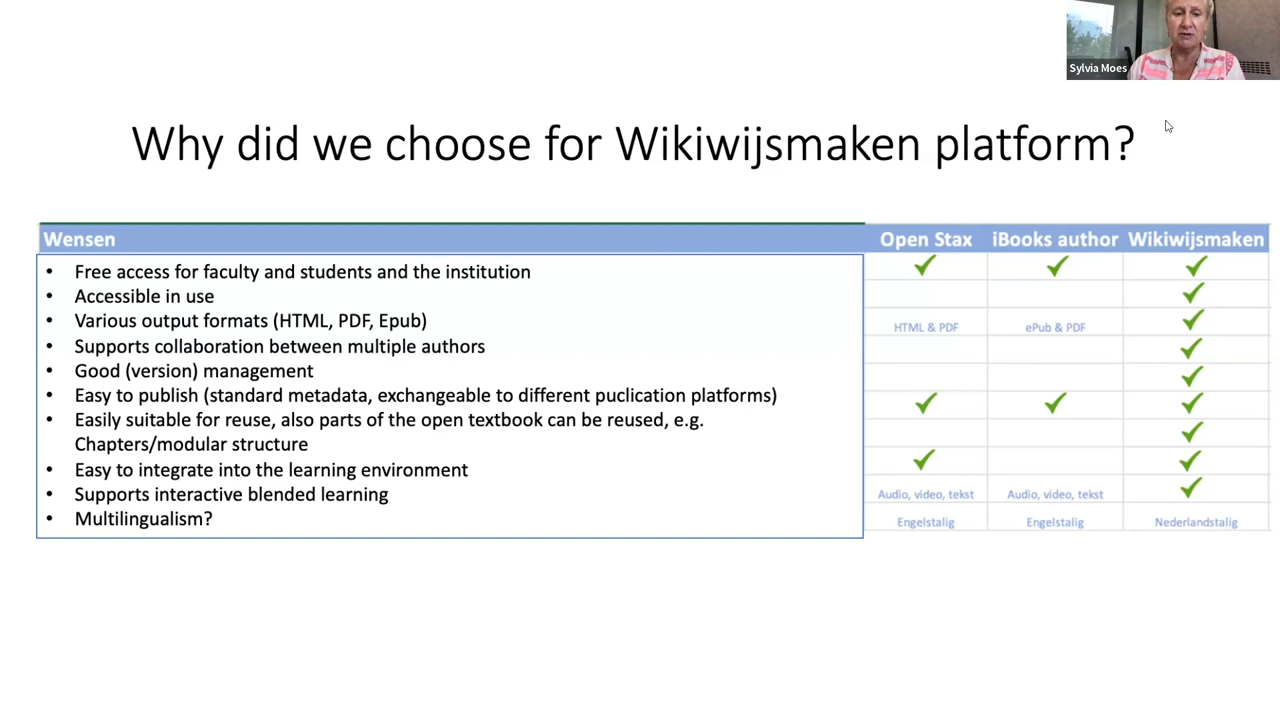 Sylvia Moes
Why did we choose for Wikiwijsmaken platform?
Wensen Open Stax iBooks author Wikiwijsmaken
• Free access for faculty and students and the institution ✓ ✓ ✓
• Accessible in use ✓
• Various output formats (HTML, PDF, Epub) HTML & PDF ePub & PDF ✓
• Supports collaboration between multiple authors ✓
• Good (version) management ✓
• Easy to publish (standard metadata, exchangeable to different puclication platforms) ✓ ✓ ✓
• Easily suitable for reuse, also parts of the open textbook can be reused, e.g.
Chapters/modular structure ✓
• Easy to integrate into the learning environment ✓ ✓
• Supports interactive blended learning Audio, video, tekst Audio, video, tekst ✓
• Multilingualism? Engelstalig Engelstalig Nederlandstalig